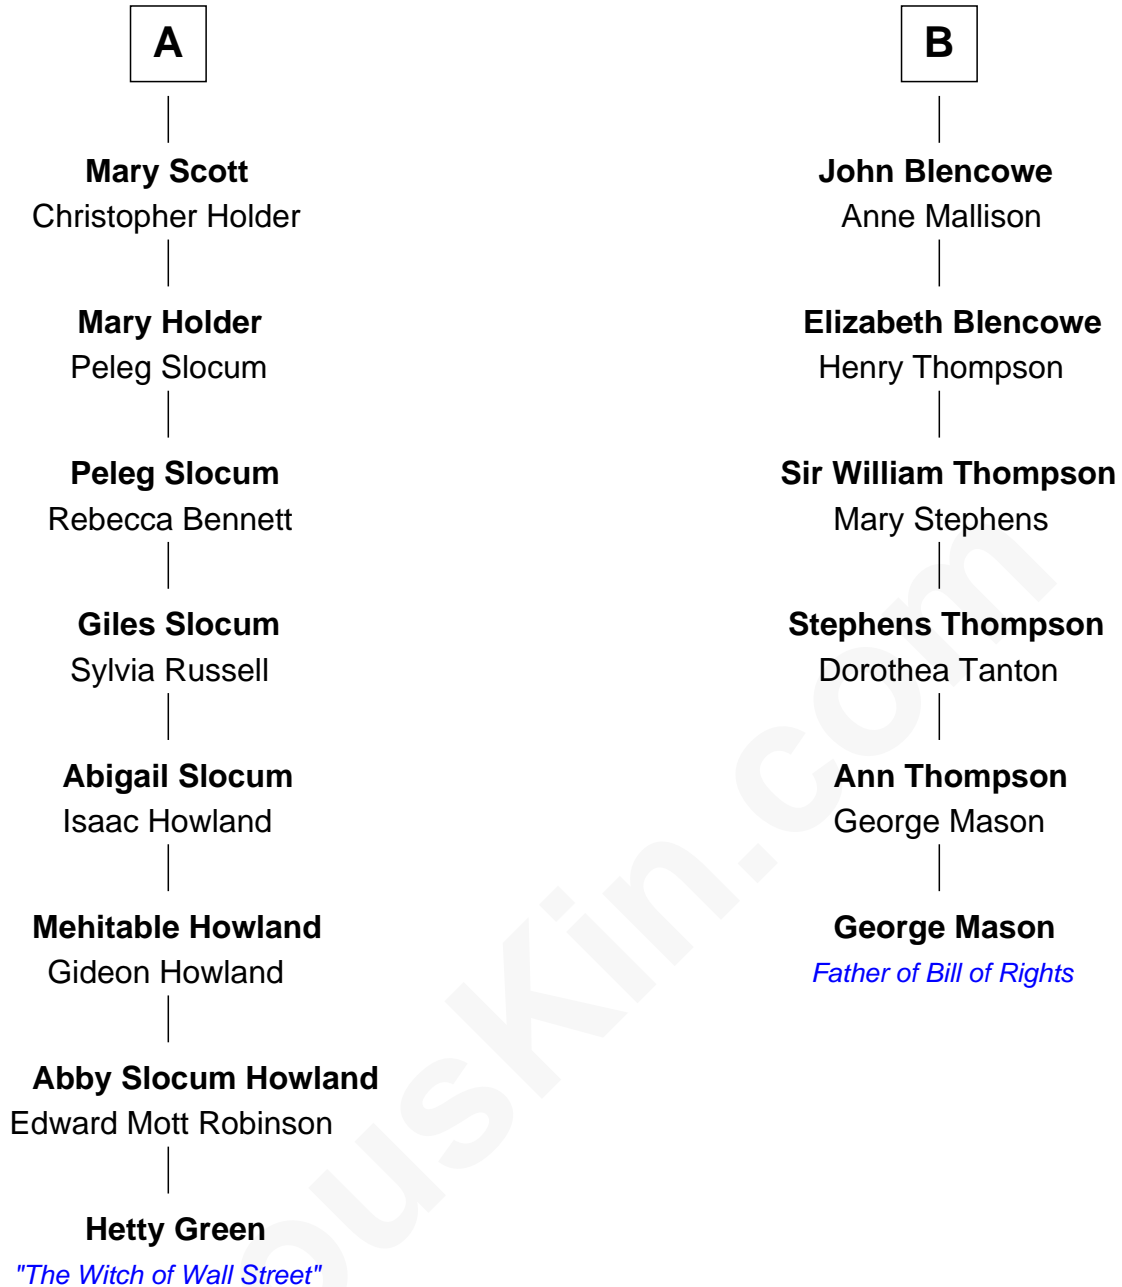 A
Mary Scott
Christopher Holder
Mary Holder
Peleg Slocum
Peleg Slocum
Rebecca Bennett
Giles Slocum
Sylvia Russell
Abigail Slocum
Isaac Howland
Mehitable Howland
Gideon Howland
Abby Slocum Howland
Edward Mott Robinson
Hetty Green
"The Witch of Wall Street"
B
John Blencowe
Anne Mallison
Elizabeth Blencowe
Henry Thompson
Sir William Thompson
Mary Stephens
Stephens Thompson
Dorothea Tanton
Ann Thompson
George Mason
George Mason
Father of Bill of Rights
ousKin.com